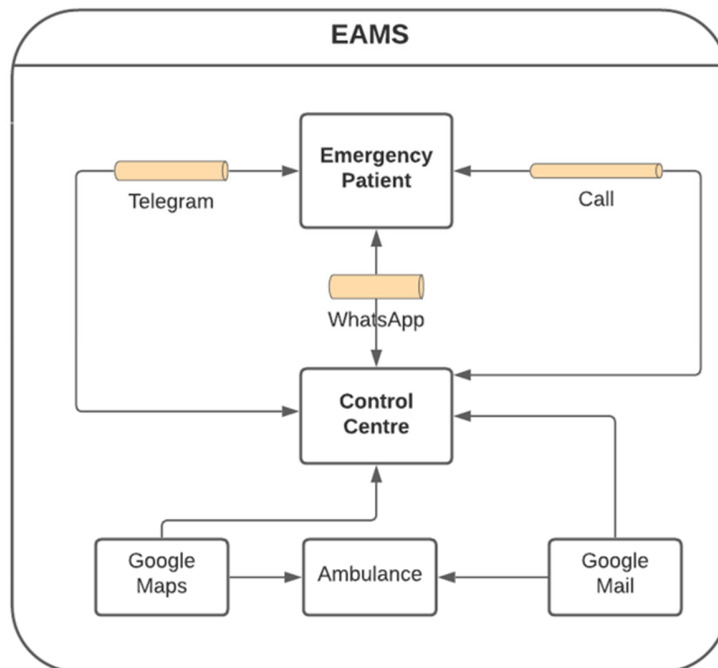 EAMS
Emergency
Patient
Telegram
Call
WhatsApp
Control
Centre
Google
Maps
Ambulance
Google
Mail